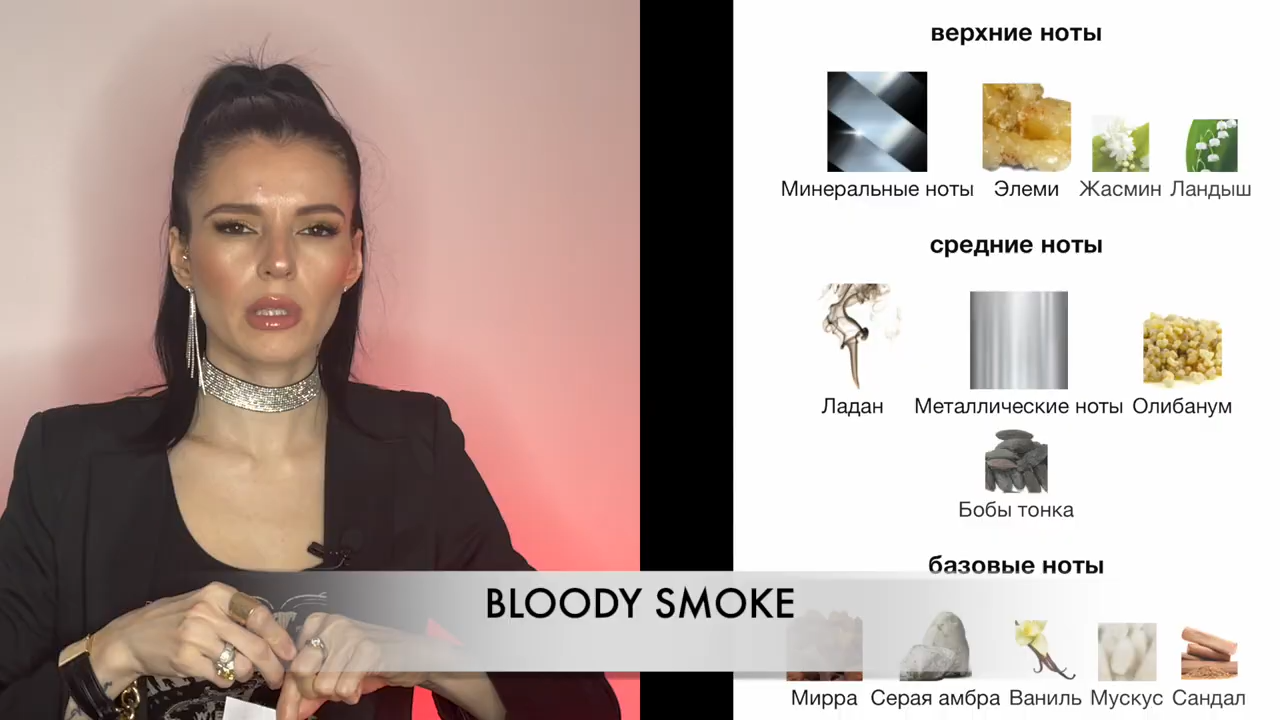 верхние ноты
Минеральные ноты Элеми Жасмин Ландыш
средние ноты
Ладан Металлические ноты Олибанум
Бобы тонка
базовые ноты
BLOODY SMOKE
Мирра Серая амбра Ваниль Мускус Сандал